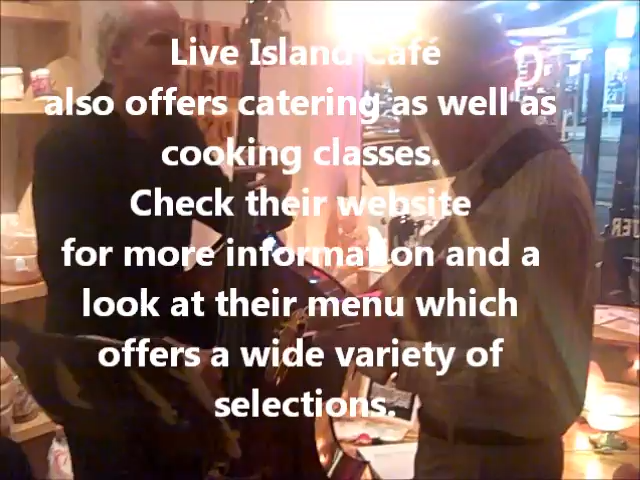 Live Island Café
also offers catering as well as
cooking classes.
Check their website
for more information and a
look at their menu which
offers a wide variety of
selections.